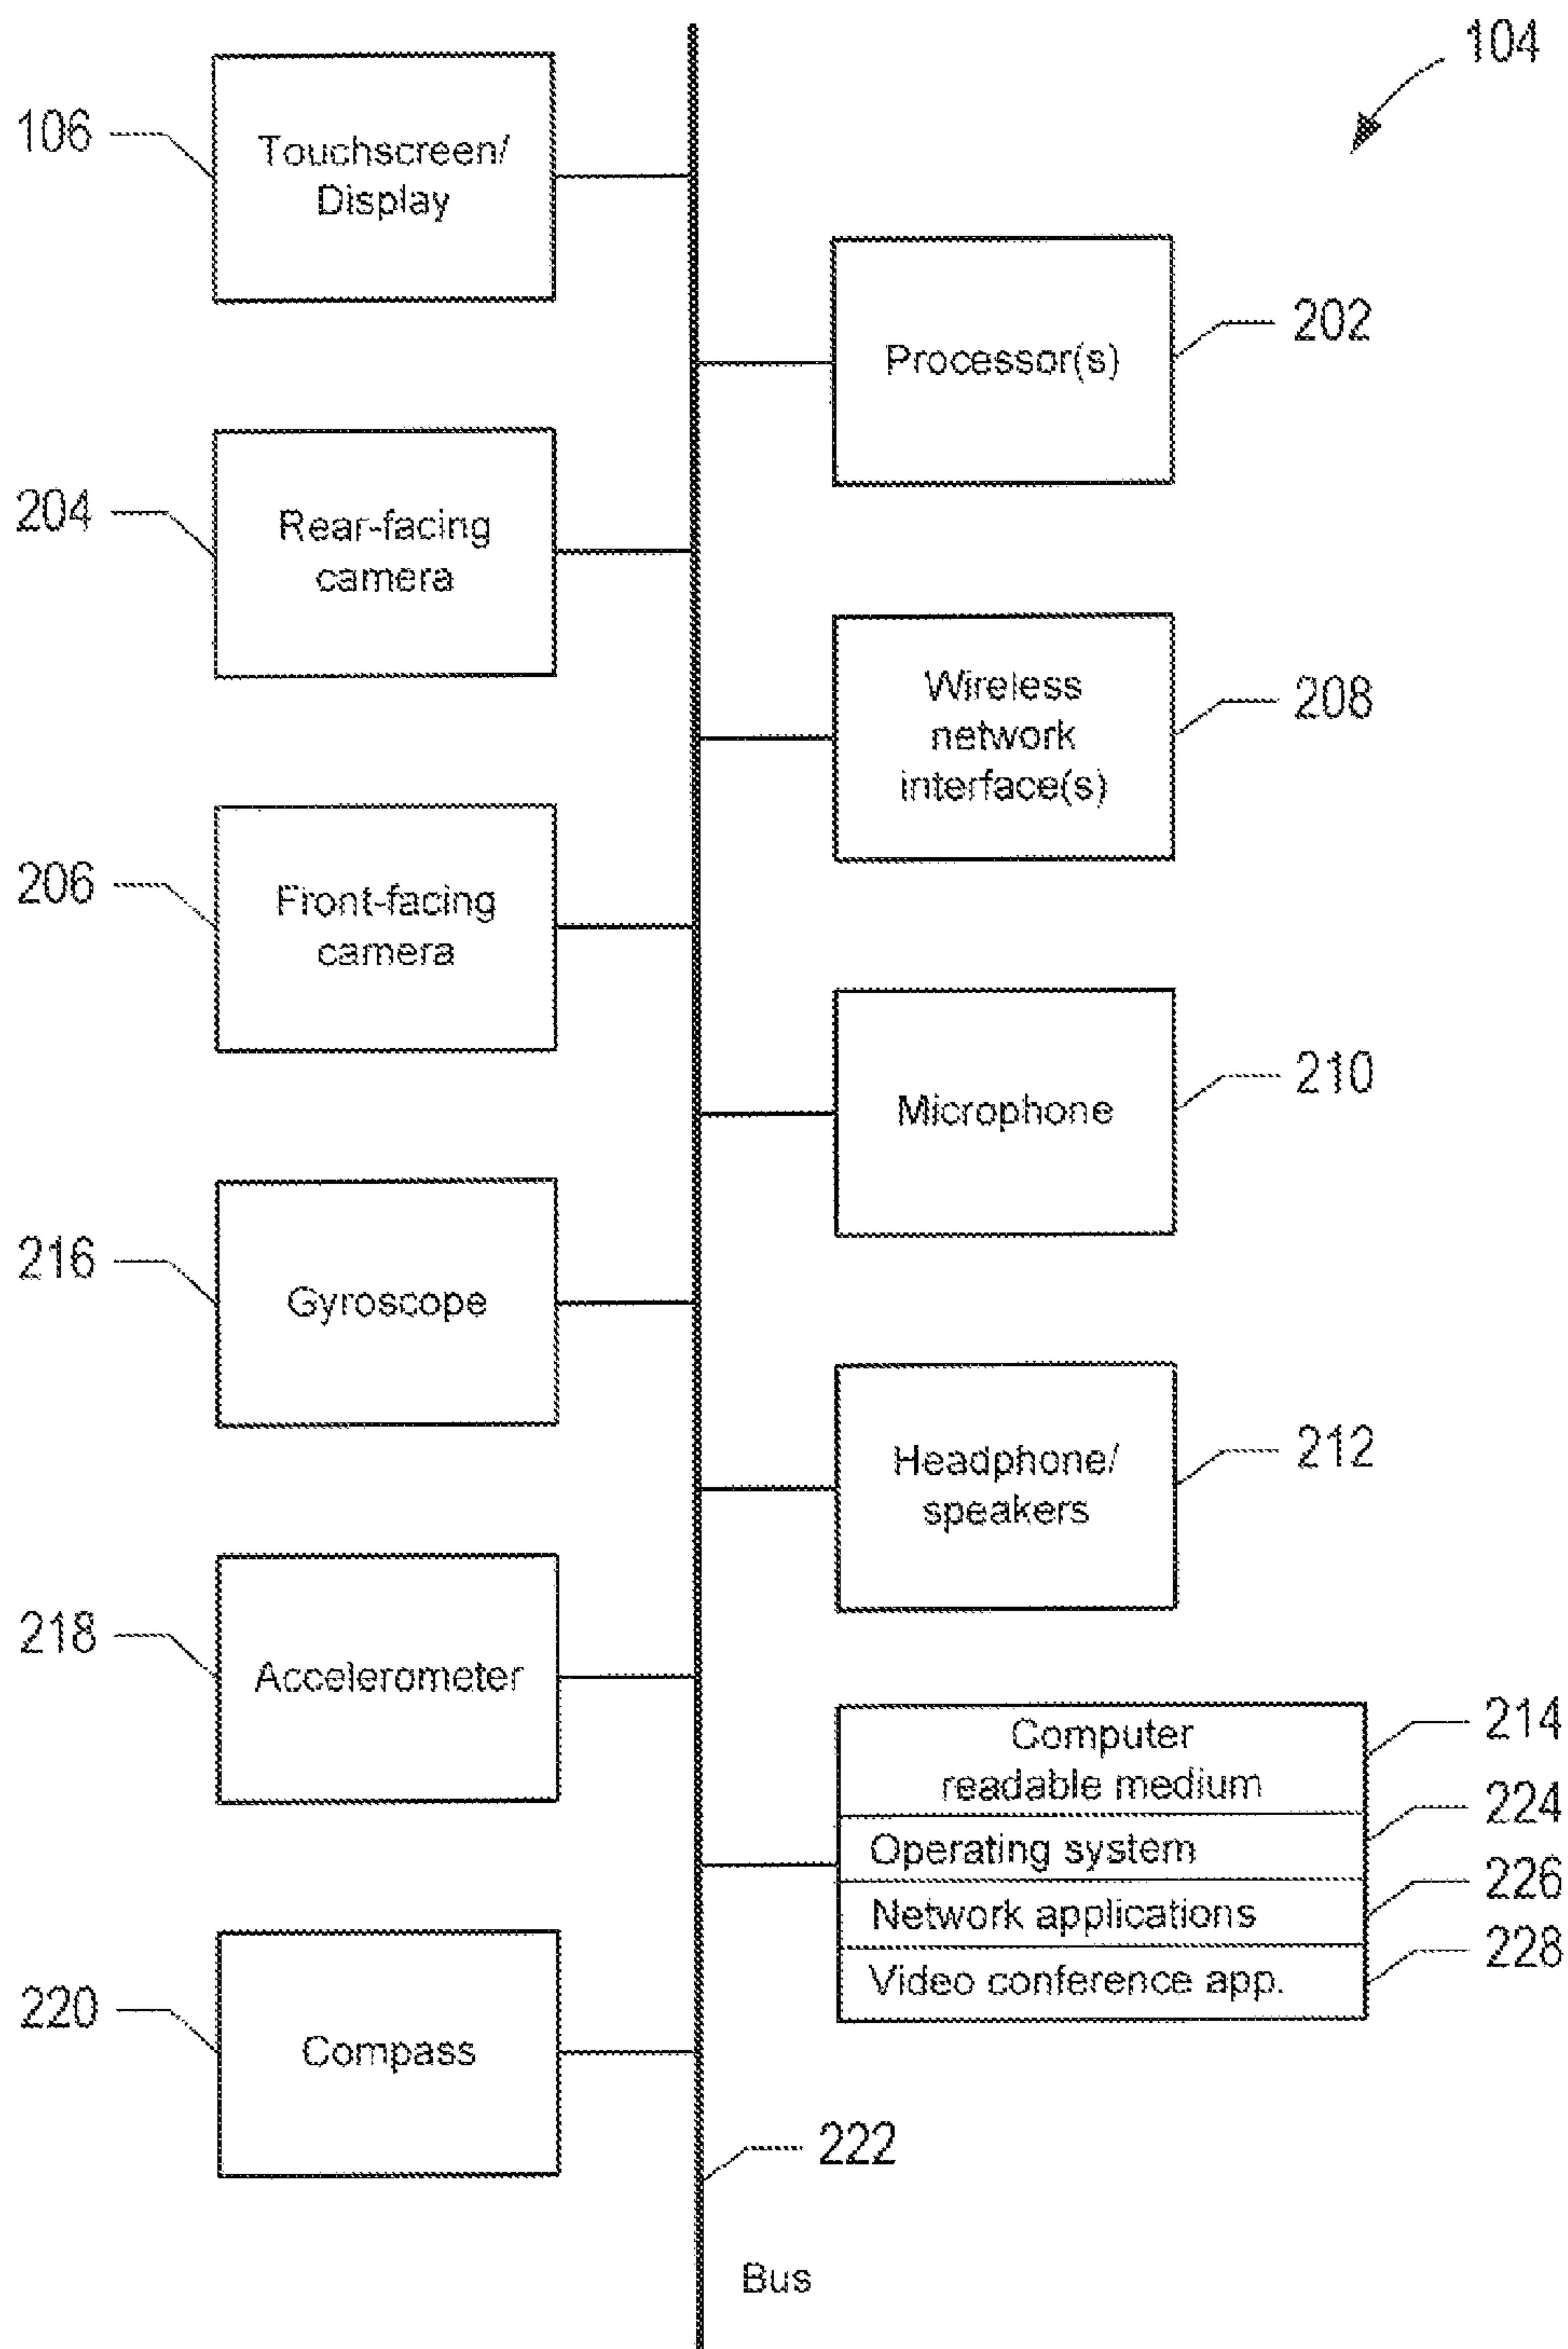 104
106
Touchscreen/
Display
Processor(s)
202
204
Rear-facing
camera
Wireless
network
interface(s)
208
206
Front-facing
camera
Microphone
210
216
Gyroscope
Headphone/
speakers
212
218
Accelerometer
Computer
readable medium
214
Operating system
224
Network applications
226
Video conference app.
228
220
Compass
222
Bus